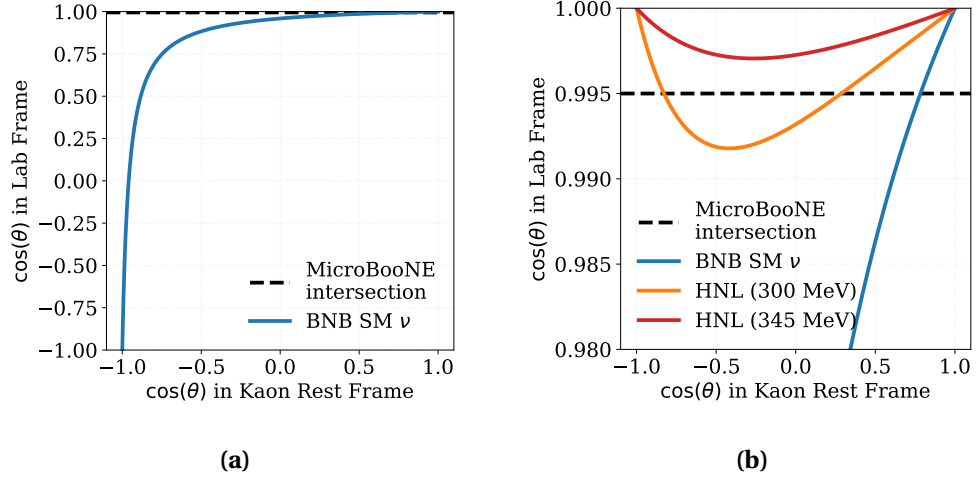 1.00
0.75
0.50
0.25
0.00
−0.25
−0.50
−0.75
−1.00
cos(θ) in Lab Frame
MicroBooNE
intersection
BNB SM ν
−1.0 −0.5 0.0 0.5 1.0
cos(θ) in Kaon Rest Frame
(a)
1.000
0.995
0.990
0.985
0.980
cos(θ) in Lab Frame
MicroBooNE
intersection
BNB SM ν
HNL (300 MeV)
HNL (345 MeV)
−1.0 −0.5 0.0 0.5 1.0
cos(θ) in Kaon Rest Frame
(b)